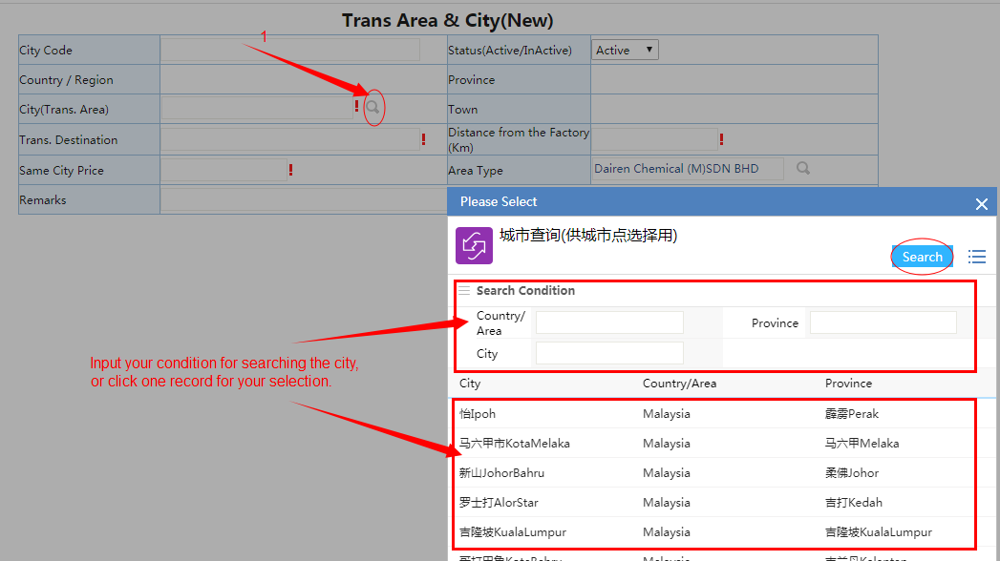 Trans Area & City(New)
1
City Code
Status(Active/InActive)
Active
Country / Region
Province
City(Trans. Area)
!
Town
Trans. Destination
!
Distance from the Factory
(Km)
!
Same City Price
!
Area Type
Dairen Chemical (M)SDN BHD
Remarks
Please Select
城市查询(供城市点选择用)
Search
Search Condition
Country/
Area
Province
City
Input your condition for searching the city,
or click one record for your selection.
City Country/Area Province
怡Ipoh Malaysia 霹雳Perak
马六甲市KotaMelaka Malaysia 马六甲Melaka
新山JohorBahru Malaysia 柔佛Johor
罗士打AlorStar Malaysia 吉打Kedah
吉隆坡KualaLumpur Malaysia 吉隆坡KualaLumpur